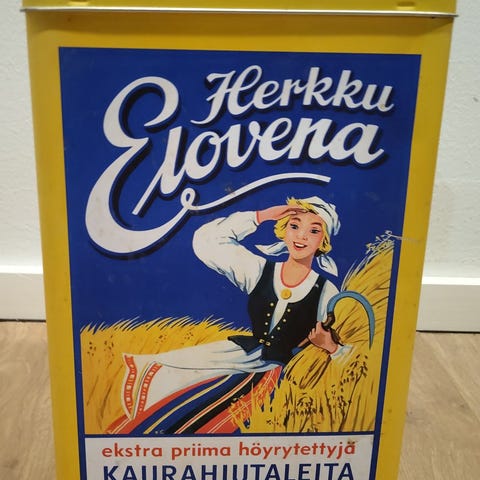 Herkku
Elovena
ekstra priima höyrytettyjä
KAURAHIUTALEITA